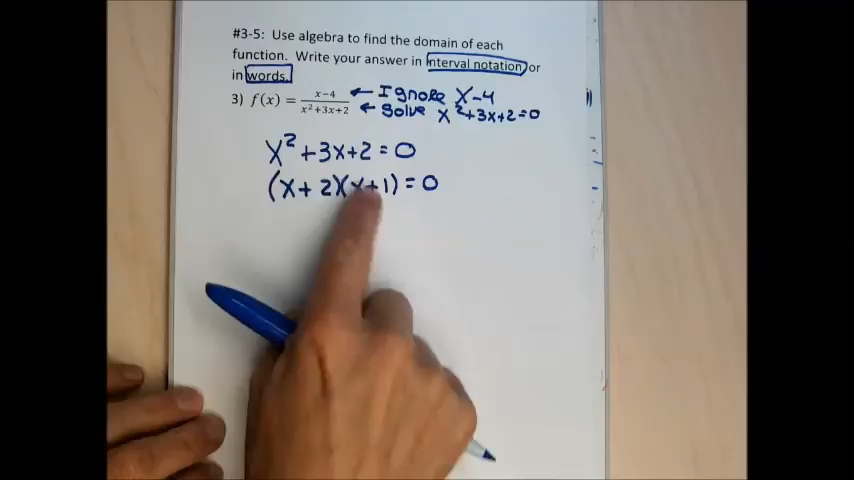 #3-5: Use algebra to find the domain of each
function. Write your answer in interval notation, or
in words.
3) f(x) = x−4 / x²+3x+2 ← Ignore x-4
← Solve x²+3x+2=0
x² +3x+2 = 0
(x+2)(x+1) = 0